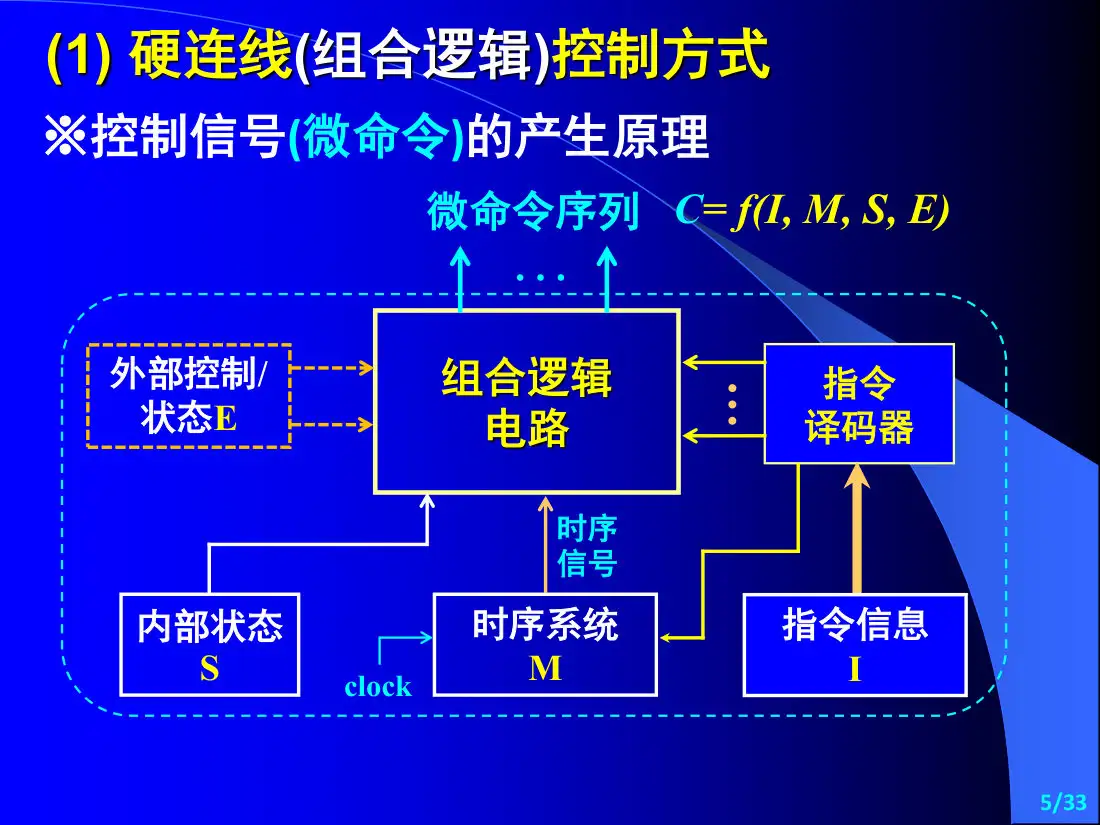 (1) 硬连线(组合逻辑)控制方式
※控制信号(微命令)的产生原理
微命令序列 C= f(I, M, S, E)
...
外部控制/
状态E
组合逻辑
电路
指令
译码器
时序
信号
内部状态
S
clock
时序系统
M
指令信息
I
5/33